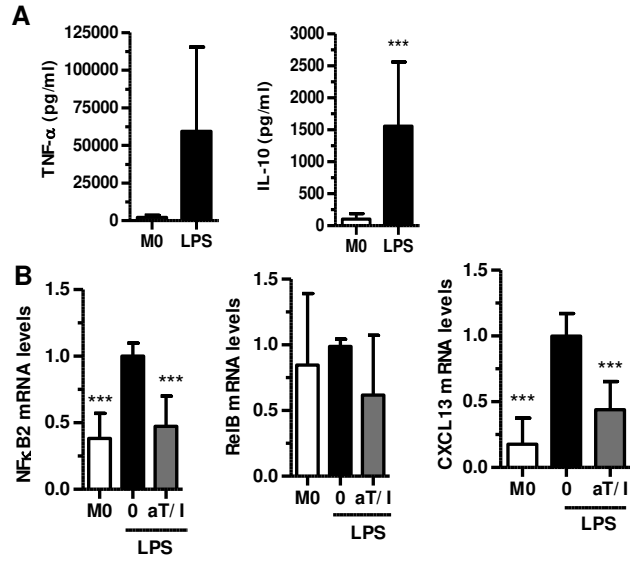 A
TNF-α (pg/ml)
125000
100000
75000
50000
25000
0
M0 LPS
IL-10 (pg/ml)
3000
2500
2000
1500
1000
500
0
***
M0 LPS
B
NFκB2 mRNA levels
1.5
1.0
0.5
0.0
***
***
M0 0 aT/ I
LPS
RelB mRNA levels
1.5
1.0
0.5
0.0
M0 0 aT/ I
LPS
CXCL13 mRNA levels
1.5
1.0
0.5
0.0
***
***
M0 0 aT/ I
LPS